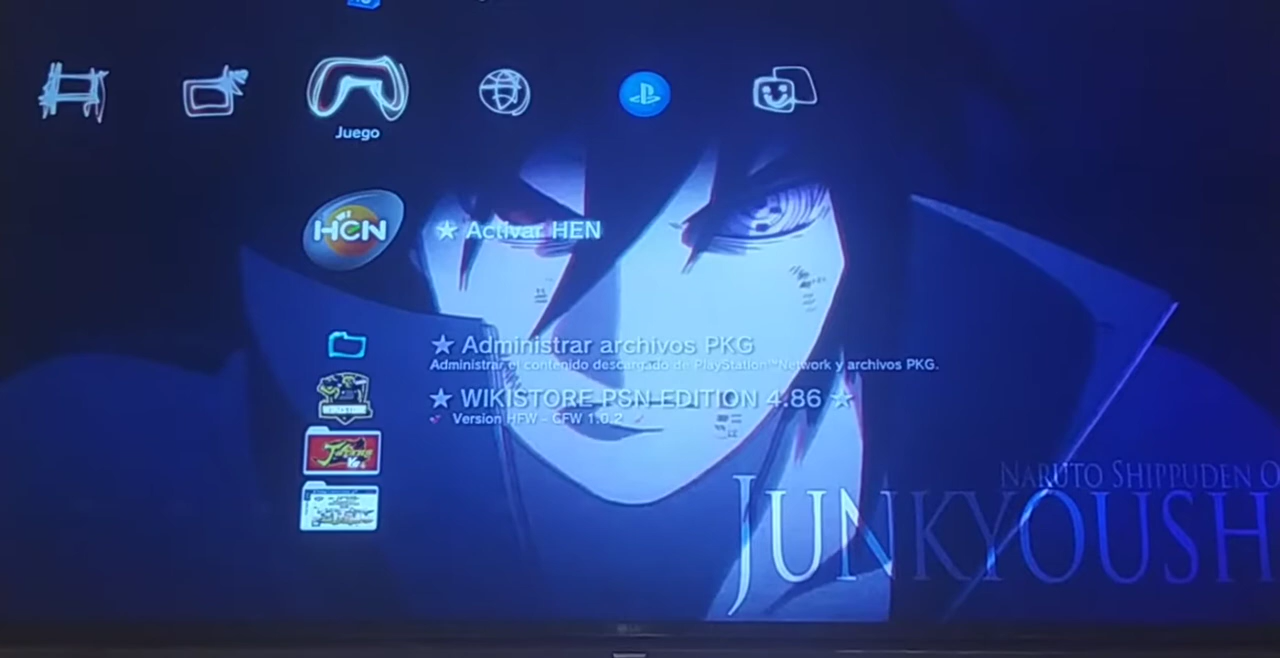 Juego
HEN
★ Activar HEN
★ Administrar archivos PKG
Administrar el contenido descargado de PlayStation™Network y archivos PKG.
★ WIKISTORE PSN EDITION 4.86 ★
Version HFW - CFW 1.0.2
NARUTO SHIPPUDEN O
JUNKYOUSH
LG